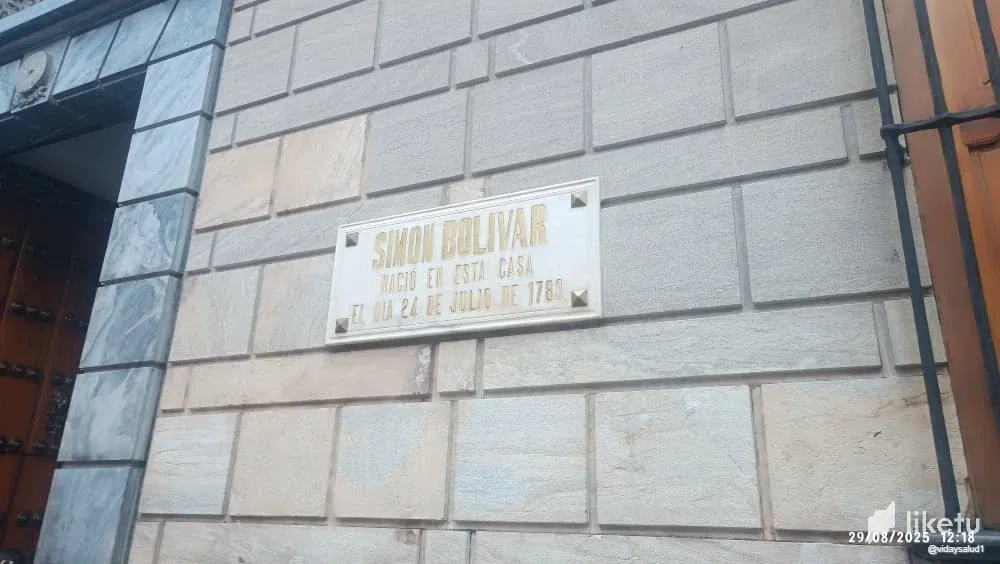 SIMON BOLIVAR
NACIO EN ESTA CASA
EL DIA 24 DE JULIO DE 1783
liketu
29/08/2025 12:18
@vidaysalud1